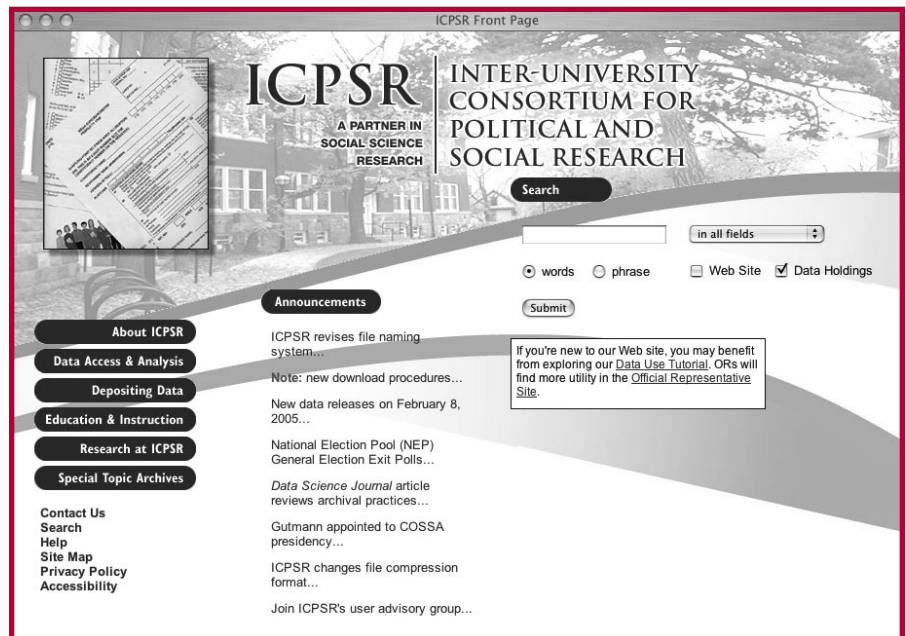 ICPSR Front Page
ICPSR
A PARTNER IN
SOCIAL SCIENCE
RESEARCH
INTER-UNIVERSITY
CONSORTIUM FOR
POLITICAL AND
SOCIAL RESEARCH
Search
in all fields
words phrase Web Site Data Holdings
Submit
If you're new to our Web site, you may benefit
from exploring our Data Use Tutorial. ORs will
find more utility in the Official Representative
Site.
About ICPSR
Data Access & Analysis
Depositing Data
Education & Instruction
Research at ICPSR
Special Topic Archives
Contact Us
Search
Help
Site Map
Privacy Policy
Accessibility
Announcements
ICPSR revises file naming
system...
Note: new download procedures...
New data releases on February 8,
2005...
National Election Pool (NEP)
General Election Exit Polls...
Data Science Journal article
reviews archival practices...
Gutmann appointed to COSSA
presidency...
ICPSR changes file compression
format...
Join ICPSR's user advisory group...